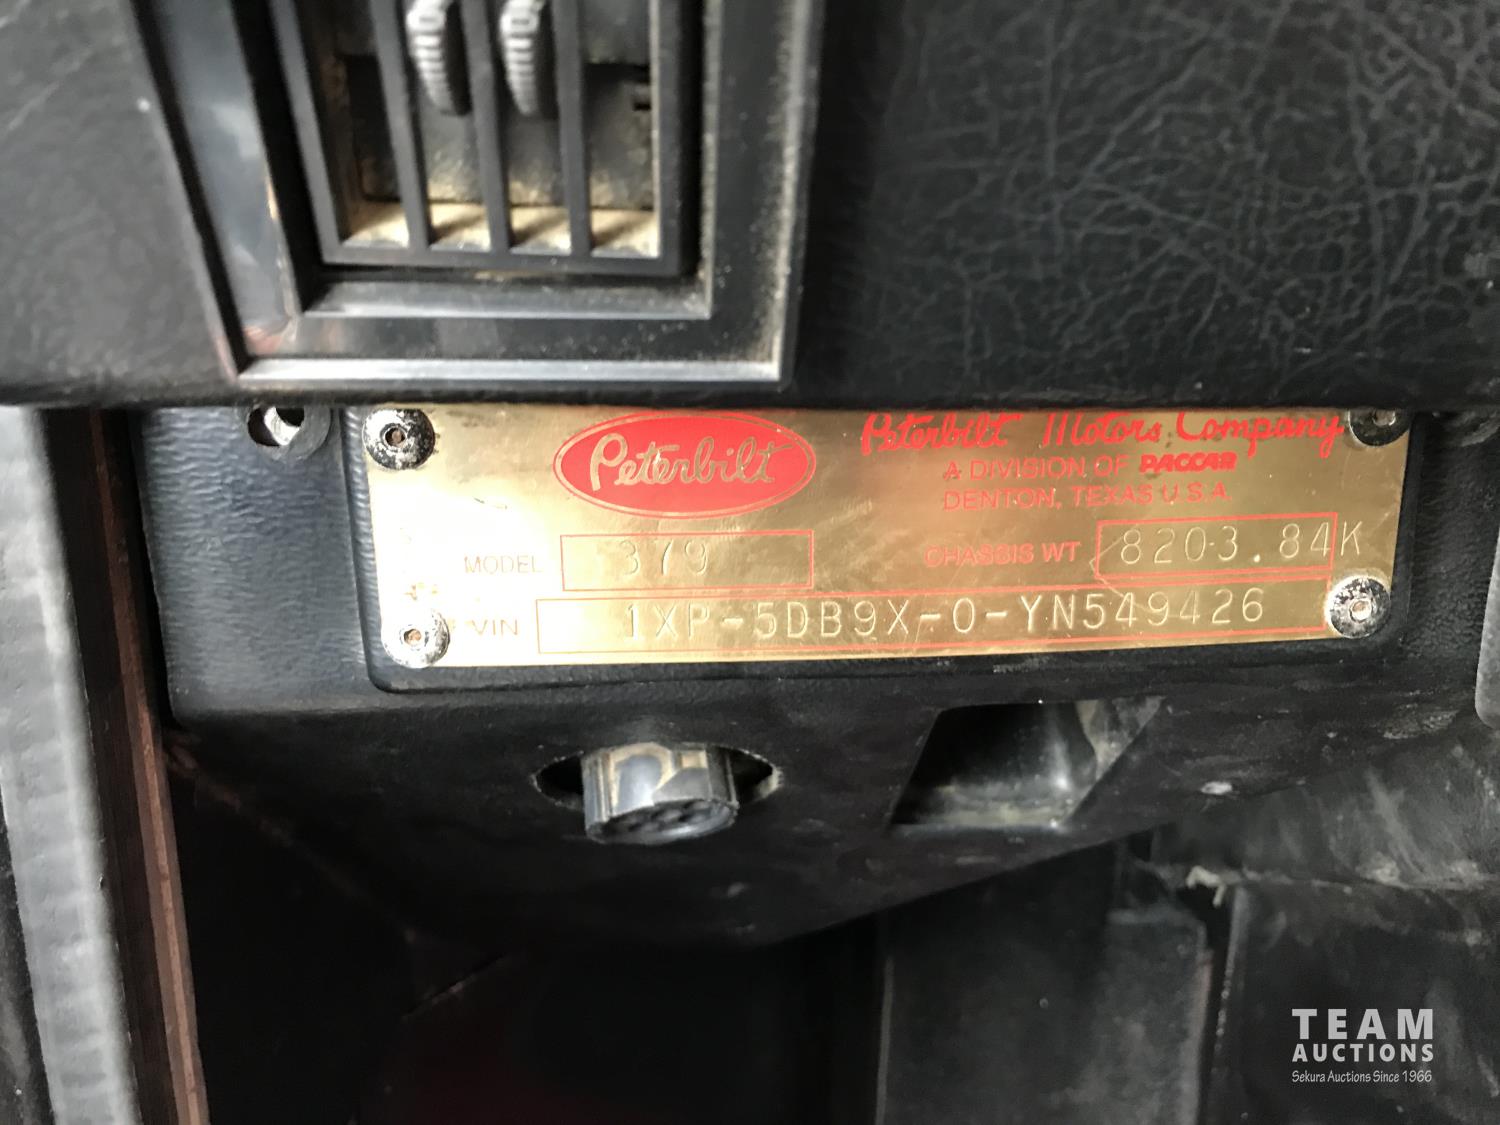 Peterbilt
Peterbilt Motors Company
A DIVISION OF PACCAR
DENTON, TEXAS U.S.A.
MODEL 379
CHASSIS WT 8203.84K
VIN 1XP-5DB9X-0-YN549426
TEAM
AUCTIONS
Sekura Auctions Since 1966